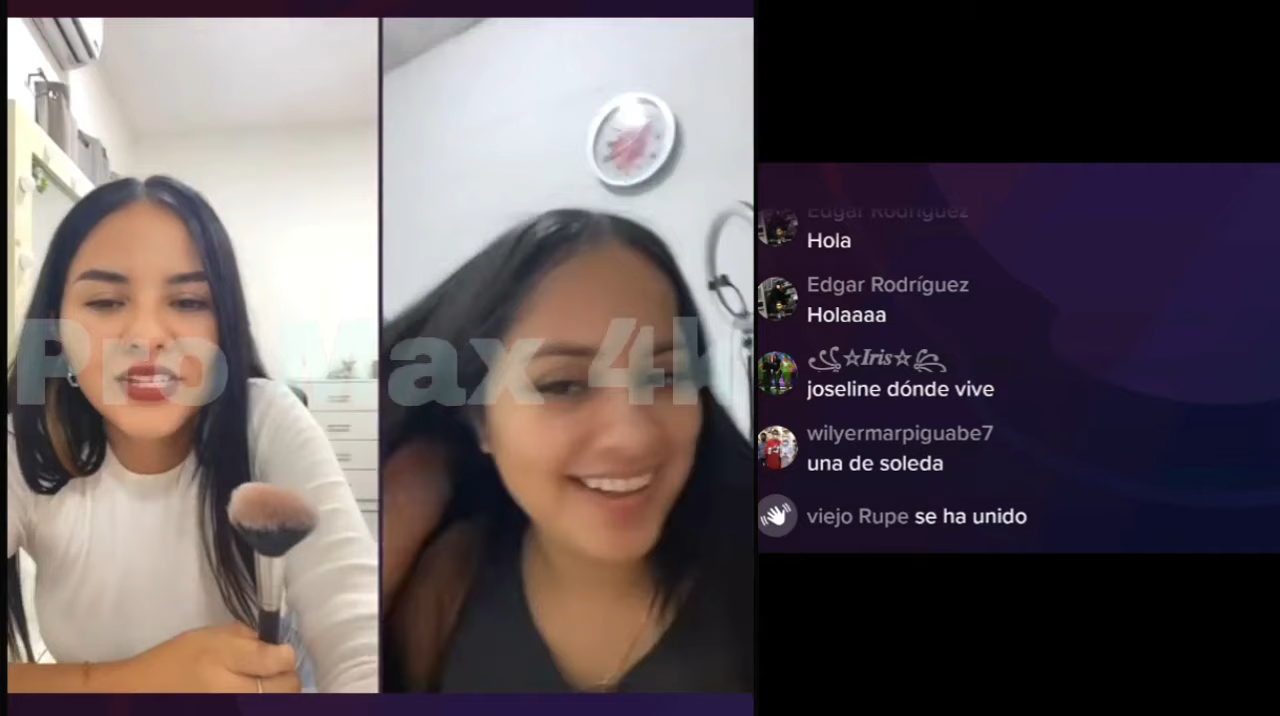 Pro Max 4k
Edgar Rodríguez
Hola
Edgar Rodríguez
Holaaaa
☆Iris☆
joseline dónde vive
wilyermarpiguabe7
una de soleda
viejo Rupe se ha unido